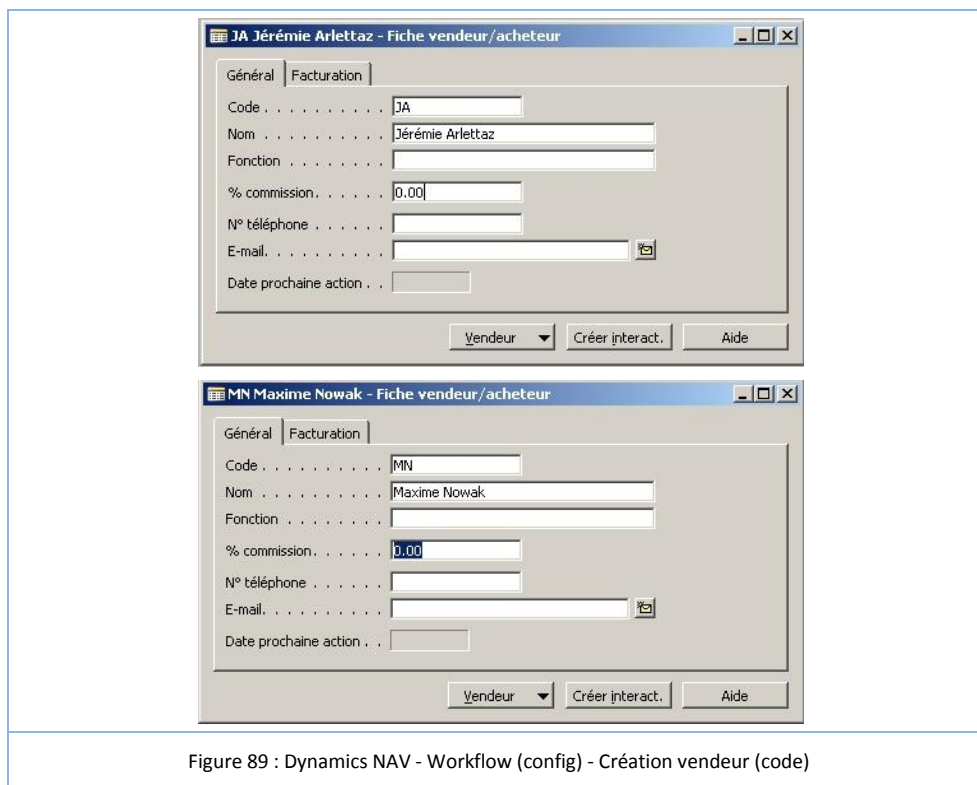 JA Jérémie Arlettaz - Fiche vendeur/acheteur
Général Facturation
Code . . . . . . . . . . JA
Nom . . . . . . . . . . Jérémie Arlettaz
Fonction . . . . . . . .
% commission. . . . . . 0.00
N° téléphone . . . . . .
E-mail. . . . . . . . . .
Date prochaine action . .
Vendeur Créer interact. Aide
MN Maxime Nowak - Fiche vendeur/acheteur
Général Facturation
Code . . . . . . . . . . MN
Nom . . . . . . . . . . Maxime Nowak
Fonction . . . . . . . .
% commission. . . . . . 0.00
N° téléphone . . . . . .
E-mail. . . . . . . . . .
Date prochaine action . .
Vendeur Créer interact. Aide
Figure 89 : Dynamics NAV - Workflow (config) - Création vendeur (code)